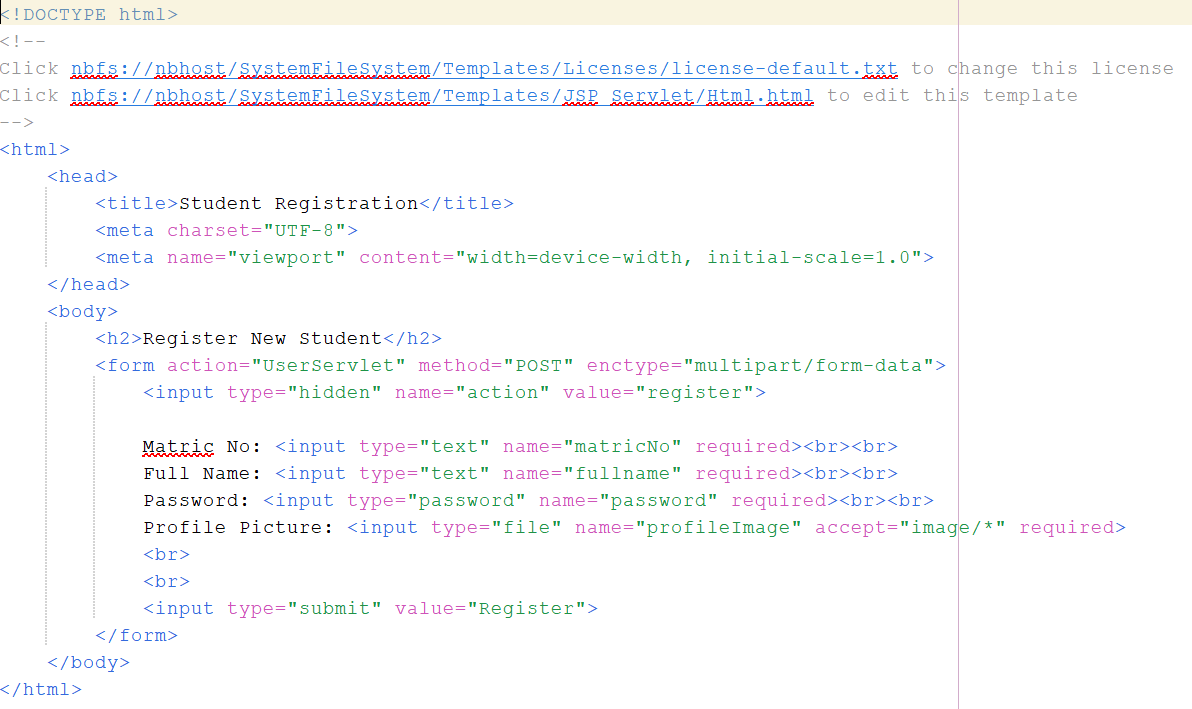 <!DOCTYPE html>
<!--
Click nbfs://nbhost/SystemFileSystem/Templates/Licenses/license-default.txt to change this license
Click nbfs://nbhost/SystemFileSystem/Templates/JSP_Servlet/Html.html to edit this template
-->
<html>
    <head>
        <title>Student Registration</title>
        <meta charset="UTF-8">
        <meta name="viewport" content="width=device-width, initial-scale=1.0">
    </head>
    <body>
        <h2>Register New Student</h2>
        <form action="UserServlet" method="POST" enctype="multipart/form-data">
            <input type="hidden" name="action" value="register">

            Matric No: <input type="text" name="matricNo" required><br><br>
            Full Name: <input type="text" name="fullname" required><br><br>
            Password: <input type="password" name="password" required><br><br>
            Profile Picture: <input type="file" name="profileImage" accept="image/*" required>
            <br>
            <br>
            <input type="submit" value="Register">
        </form>
    </body>
</html>